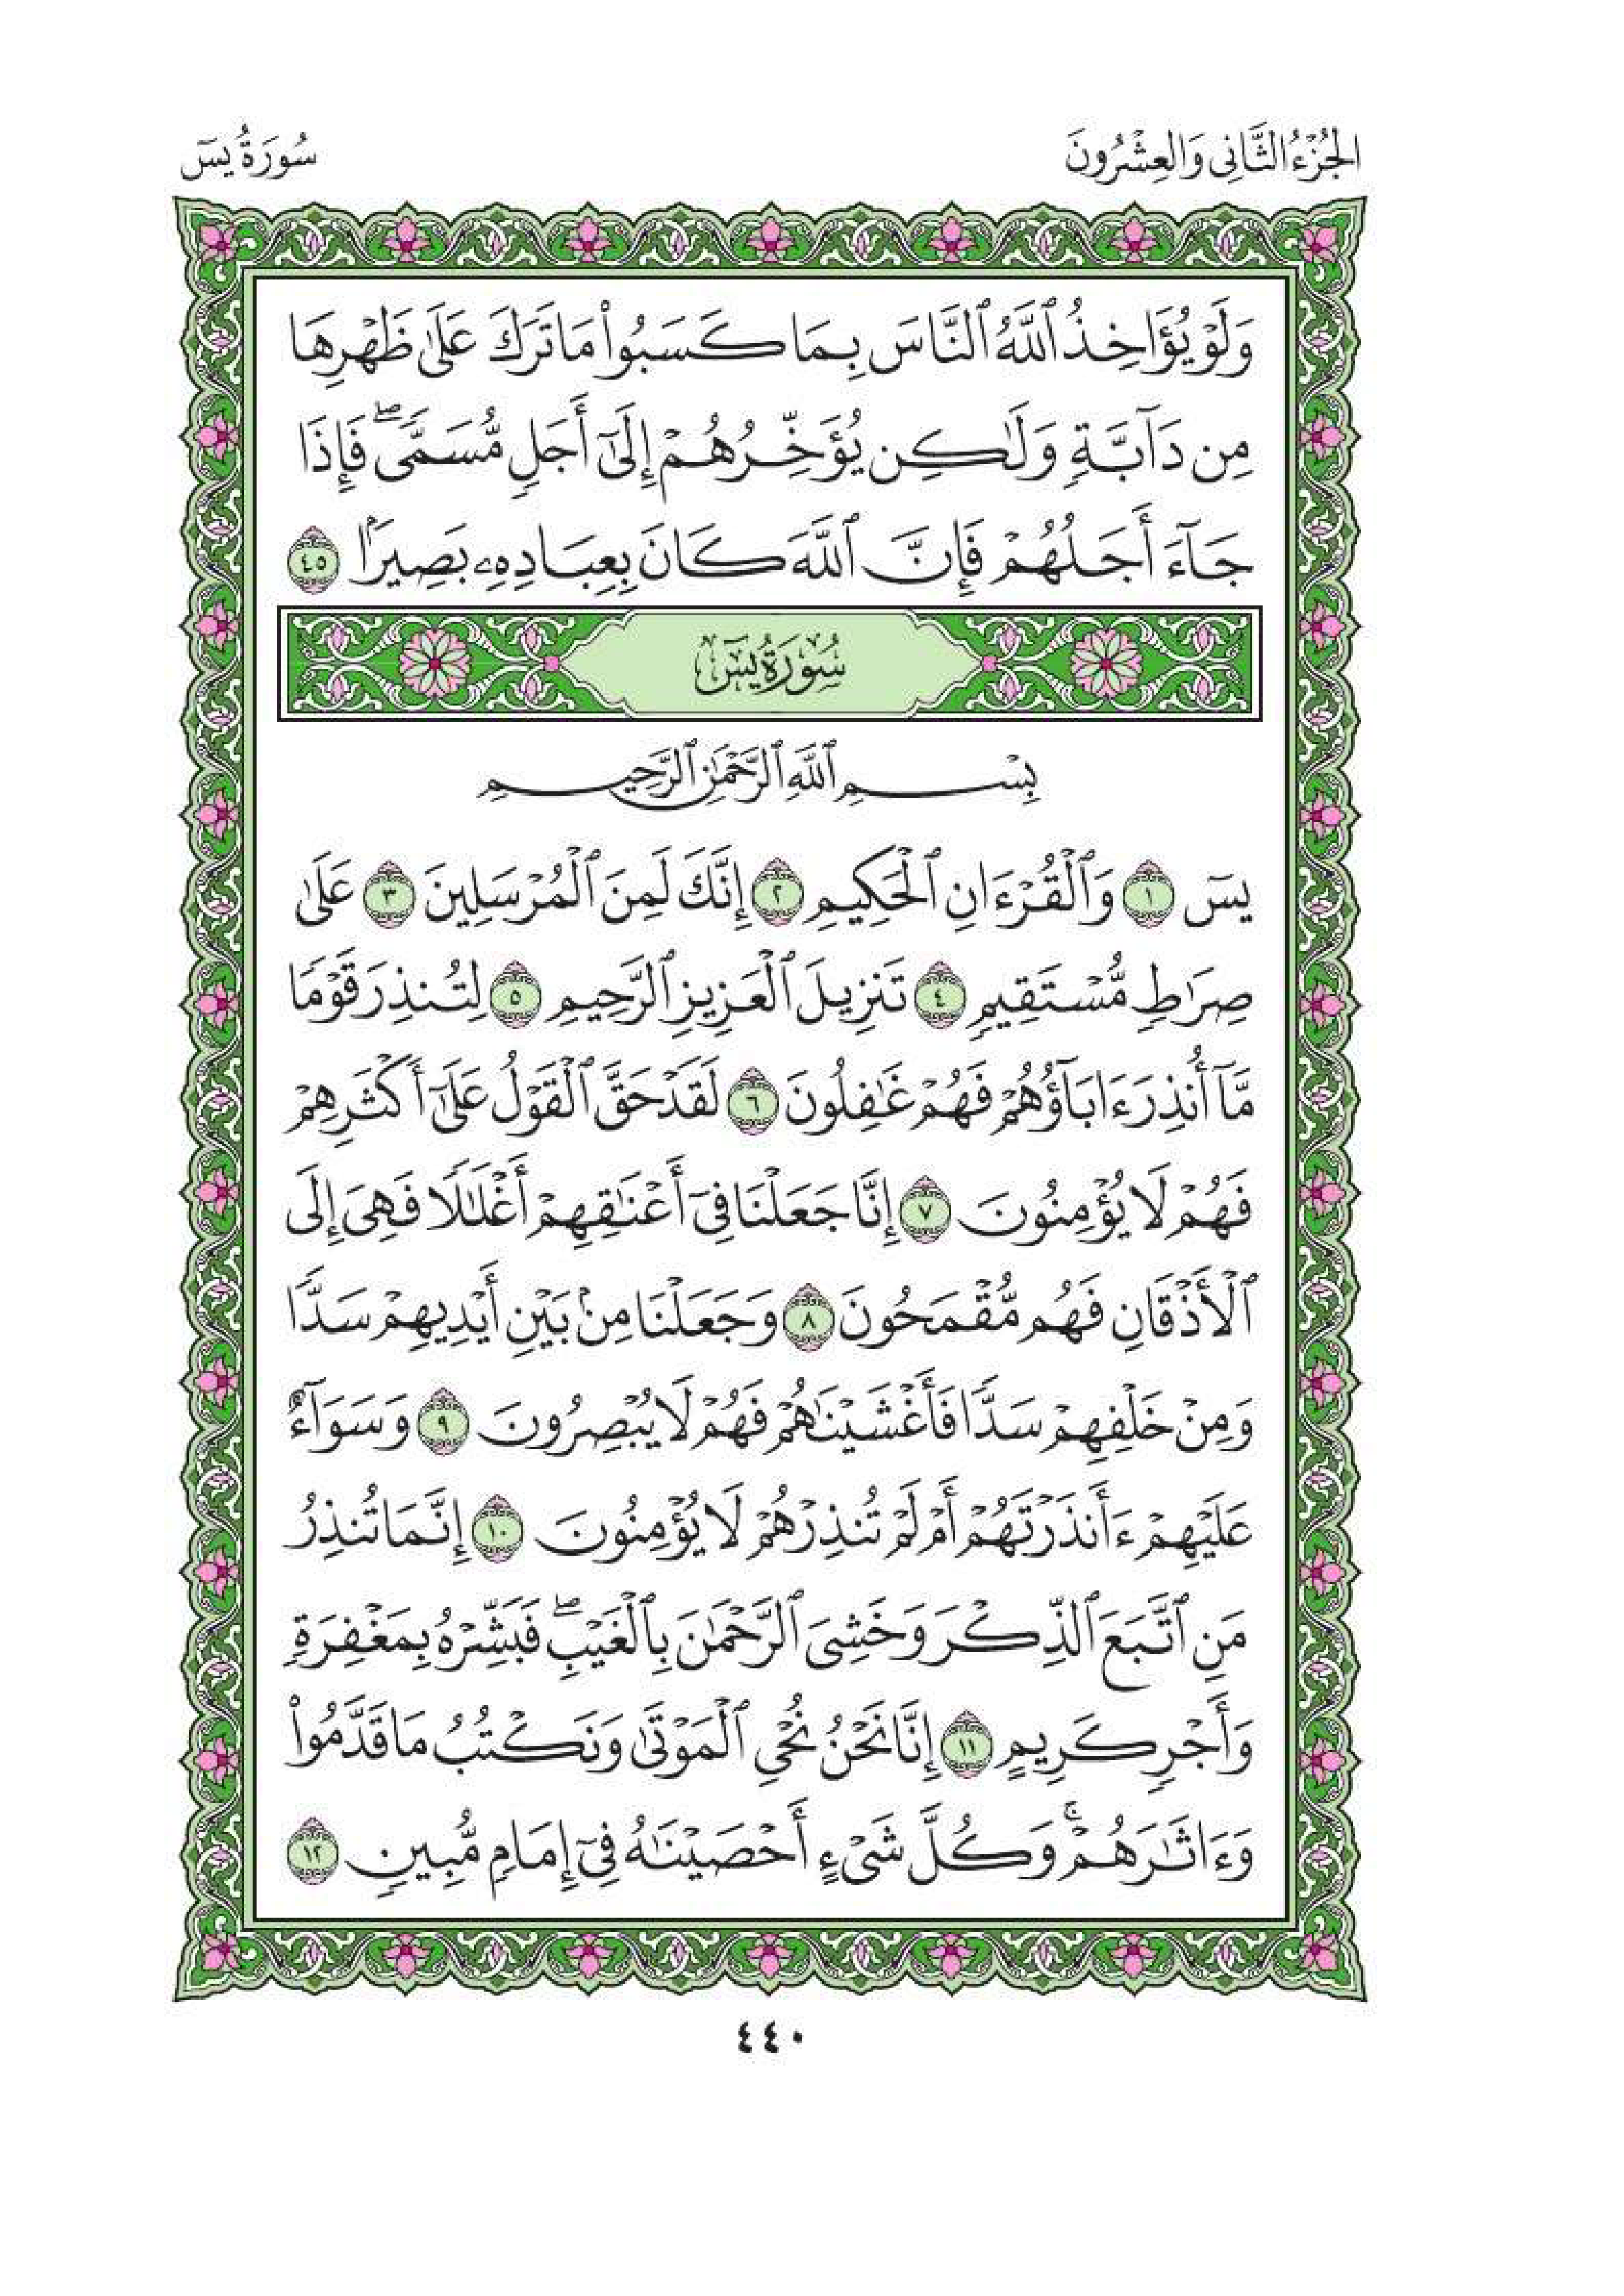 الجُزْءُ الثَّانِي وَالعِشْرُونَ
سُورَةُ يسٓ
وَلَوۡ يُؤَاخِذُ ٱللَّهُ ٱلنَّاسَ بِمَا كَسَبُواْ مَا تَرَكَ عَلَىٰ ظَهۡرِهَا
مِن دَآبَّةٖ وَلَٰكِن يُؤَخِّرُهُمۡ إِلَىٰٓ أَجَلٖ مُّسَمّٗىۖ فَإِذَا
جَآءَ أَجَلُهُمۡ فَإِنَّ ٱللَّهَ كَانَ بِعِبَادِهِۦ بَصِيرَۢا ٤٥
سُورَةُ يسٓ
بِسۡمِ ٱللَّهِ ٱلرَّحۡمَٰنِ ٱلرَّحِيمِ
يسٓ ١ وَٱلۡقُرۡءَانِ ٱلۡحَكِيمِ ٢ إِنَّكَ لَمِنَ ٱلۡمُرۡسَلِينَ ٣ عَلَىٰ
صِرَٰطٖ مُّسۡتَقِيمٖ ٤ تَنزِيلَ ٱلۡعَزِيزِ ٱلرَّحِيمِ ٥ لِتُنذِرَ قَوۡمٗا
مَّآ أُنذِرَ ءَابَآؤُهُمۡ فَهُمۡ غَٰفِلُونَ ٦ لَقَدۡ حَقَّ ٱلۡقَوۡلُ عَلَىٰٓ أَكۡثَرِهِمۡ
فَهُمۡ لَا يُؤۡمِنُونَ ٧ إِنَّا جَعَلۡنَا فِيٓ أَعۡنَٰقِهِمۡ أَغۡلَٰلٗا فَهِيَ إِلَى
ٱلۡأَذۡقَانِ فَهُم مُّقۡمَحُونَ ٨ وَجَعَلۡنَا مِنۢ بَيۡنِ أَيۡدِيهِمۡ سَدّٗا
وَمِنۡ خَلۡفِهِمۡ سَدّٗا فَأَغۡشَيۡنَٰهُمۡ فَهُمۡ لَا يُبۡصِرُونَ ٩ وَسَوَآءٌ
عَلَيۡهِمۡ ءَأَنذَرۡتَهُمۡ أَمۡ لَمۡ تُنذِرۡهُمۡ لَا يُؤۡمِنُونَ ١٠ إِنَّمَا تُنذِرُ
مَنِ ٱتَّبَعَ ٱلذِّكۡرَ وَخَشِيَ ٱلرَّحۡمَٰنَ بِٱلۡغَيۡبِۖ فَبَشِّرۡهُ بِمَغۡفِرَةٖ
وَأَجۡرٖ كَرِيمٍ ١١ إِنَّا نَحۡنُ نُحۡيِ ٱلۡمَوۡتَىٰ وَنَكۡتُبُ مَا قَدَّمُواْ
وَءَاثَٰرَهُمۡۚ وَكُلَّ شَيۡءٍ أَحۡصَيۡنَٰهُ فِيٓ إِمَامٖ مُّبِينٖ ١٢
٤٤٠